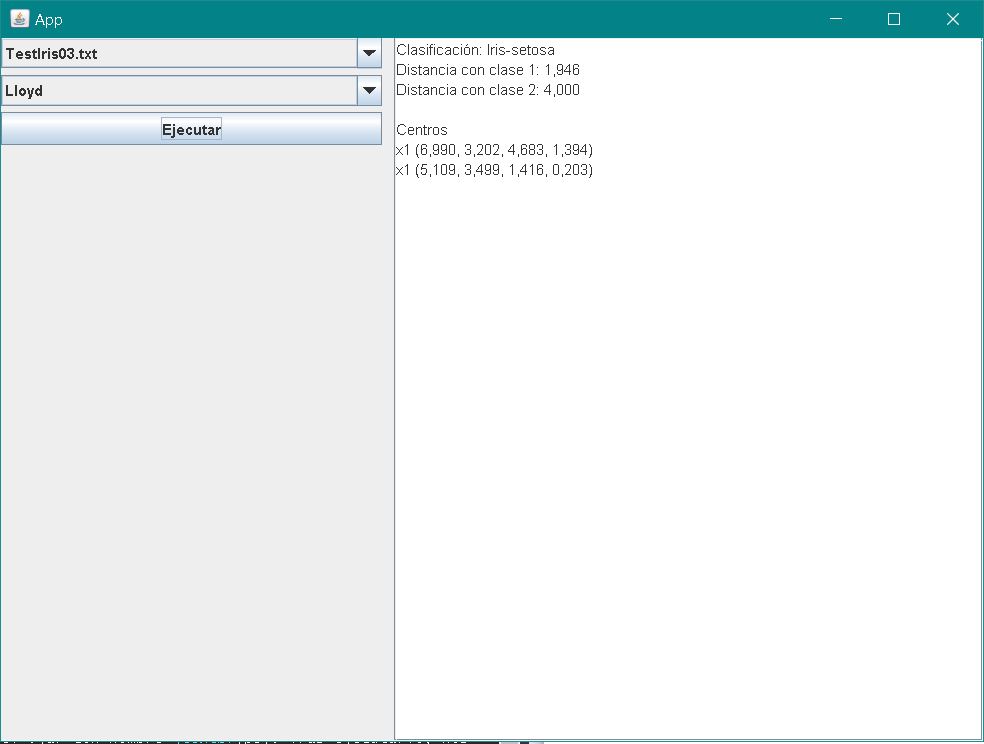 App
TestIris03.txt
Lloyd
Ejecutar
Clasificación: Iris-setosa
Distancia con clase 1: 1,946
Distancia con clase 2: 4,000
Centros
x1 (6,990, 3,202, 4,683, 1,394)
x1 (5,109, 3,499, 1,416, 0,203)